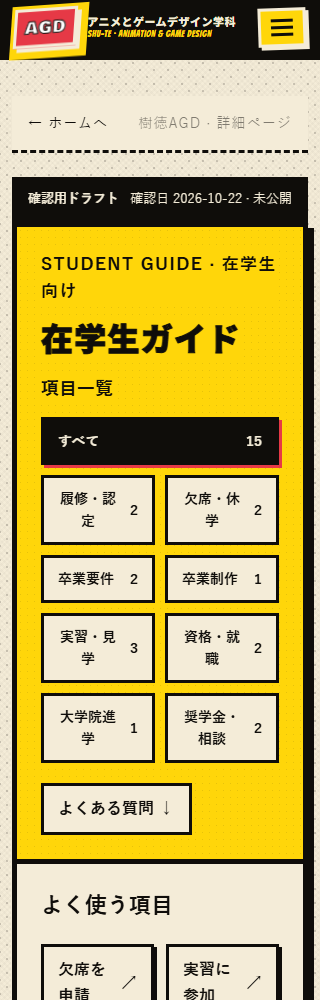 AGD
アニメとゲームデザイン学科
SHU-TE · ANIMATION & GAME DESIGN
← ホームへ
樹徳AGD · 詳細ページ
確認用ドラフト 確認日 2026-10-22 · 未公開
STUDENT GUIDE · 在学生
向け
在学生ガイド
項目一覧
すべて 15
履修・認
定 2
欠席・休
学 2
卒業要件 2
卒業制作 1
実習・見
学 3
資格・就
職 2
大学院進
学 1
奨学金・
相談 2
よくある質問 ↓
よく使う項目
欠席を
申請 ↗
実習に
参加 ↗